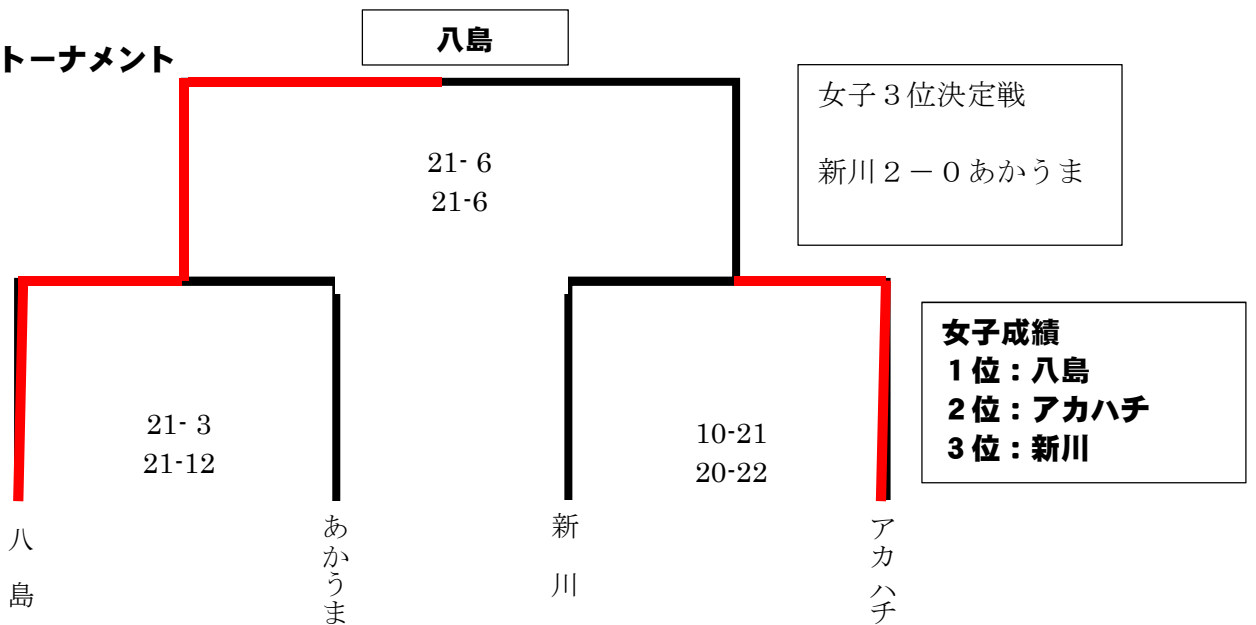 八島
トーナメント
女子３位決定戦
新川２－０あかうま
21- 6
21-6
女子成績
１位：八島
２位：アカハチ
３位：新川
21- 3
21-12
10-21
20-22
八島
あかうま
新川
アカハチ